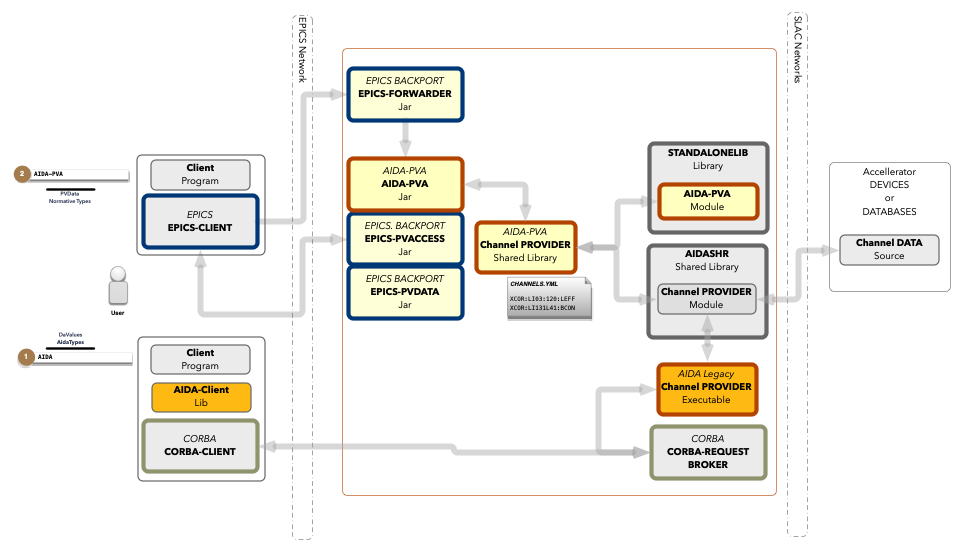 EPICS Network
SLAC Networks
EPICS BACKPORT
EPICS-FORWARDER
Jar
2
AIDA-PVA
PVData
Normative Types
Client
Program
EPICS
EPICS-CLIENT
AIDA-PVA
AIDA-PVA
Jar
EPICS. BACKPORT
EPICS-PVACCESS
Jar
EPICS BACKPORT
EPICS-PVDATA
Jar
AIDA-PVA
Channel PROVIDER
Shared Library
CHANNELS.YML
XCOR:LI03:120:LEFF
XCOR:LI131L41:BCON
STANDALONELIB
Library
AIDA-PVA
Module
AIDASHR
Shared Library
Channel PROVIDER
Module
Accellerator
DEVICES
or
DATABASES
Channel DATA
Source
User
DaValues
AidaTypes
1
AIDA
Client
Program
AIDA-Client
Lib
CORBA
CORBA-CLIENT
AIDA Legacy
Channel PROVIDER
Executable
CORBA
CORBA-REQUEST
BROKER